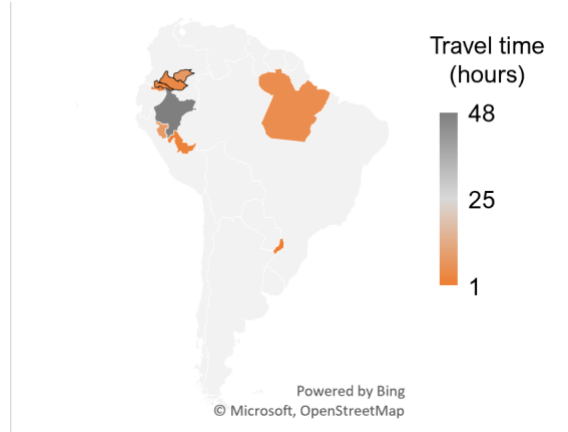 Travel time
(hours)
48
25
1
Powered by Bing
© Microsoft, OpenStreetMap